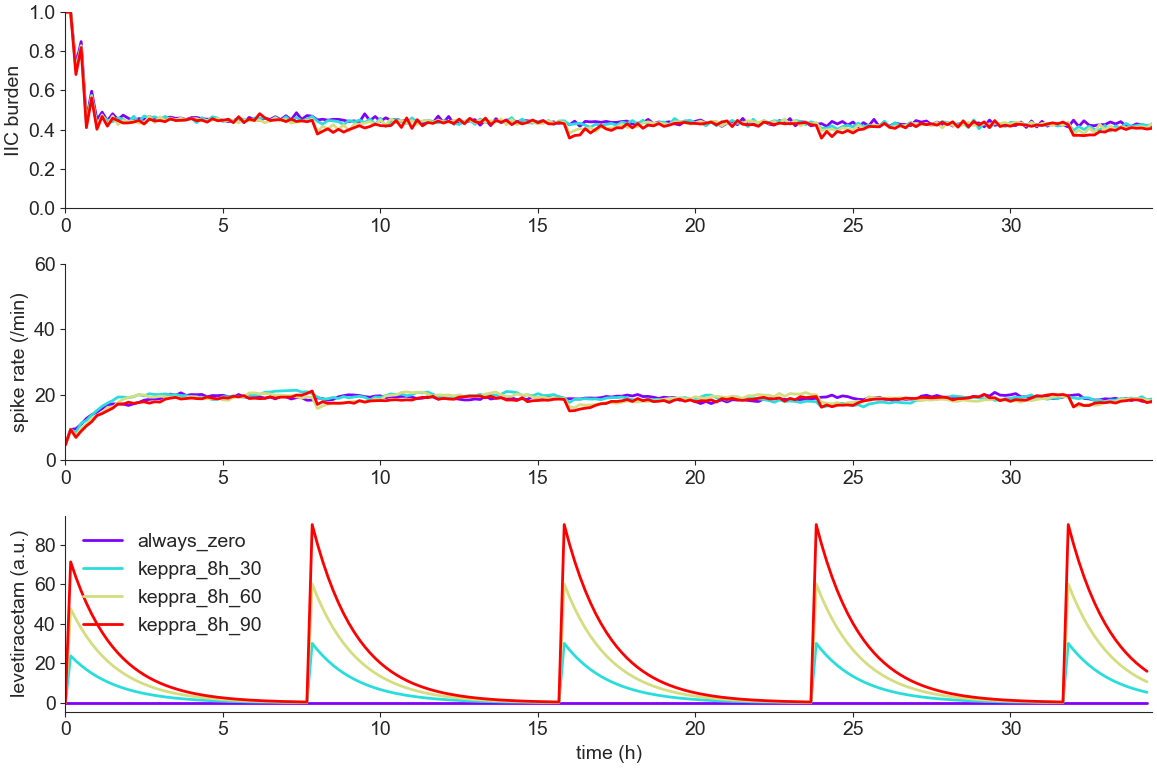 1.0
0.8
0.6
0.4
0.2
0.0
IIC burden
0 5 10 15 20 25 30
60
40
20
0
spike rate (/min)
0 5 10 15 20 25 30
80
60
40
20
0
levetiracetam (a.u.)
always_zero
keppra_8h_30
keppra_8h_60
keppra_8h_90
0 5 10 15 20 25 30
time (h)